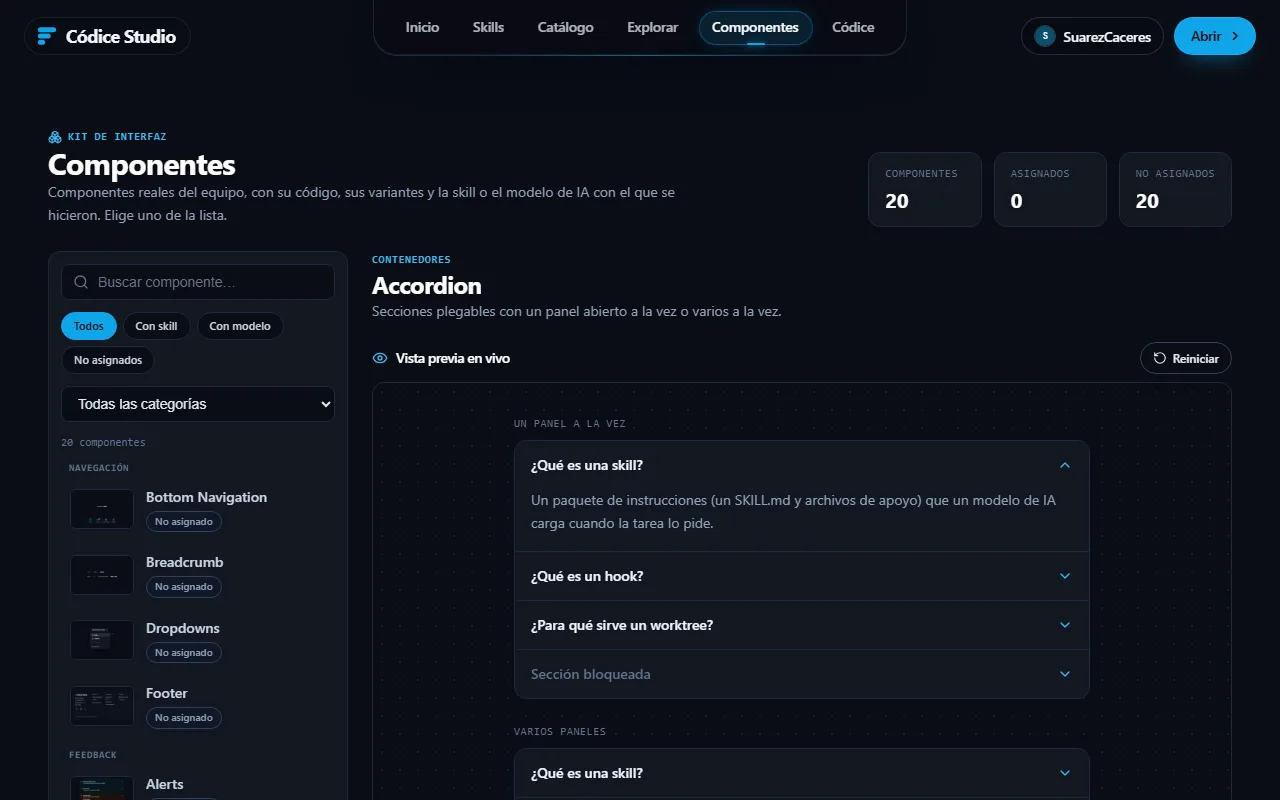 Códice Studio
Inicio
Skills
Catálogo
Explorar
Componentes
Códice
S
SuarezCaceres
Abrir
KIT DE INTERFAZ
Componentes
Componentes reales del equipo, con su código, sus variantes y la skill o el modelo de IA con el que se
hicieron. Elige uno de la lista.
COMPONENTES
20
ASIGNADOS
0
NO ASIGNADOS
20
Buscar componente…
Todos
Con skill
Con modelo
No asignados
Todas las categorías
20 componentes
NAVEGACIÓN
Bottom Navigation
No asignado
Breadcrumb
No asignado
Dropdowns
No asignado
Footer
No asignado
FEEDBACK
Alerts
CONTENEDORES
Accordion
Secciones plegables con un panel abierto a la vez o varios a la vez.
Vista previa en vivo
Reiniciar
UN PANEL A LA VEZ
¿Qué es una skill?
Un paquete de instrucciones (un SKILL.md y archivos de apoyo) que un modelo de IA
carga cuando la tarea lo pide.
¿Qué es un hook?
¿Para qué sirve un worktree?
Sección bloqueada
VARIOS PANELES
¿Qué es una skill?